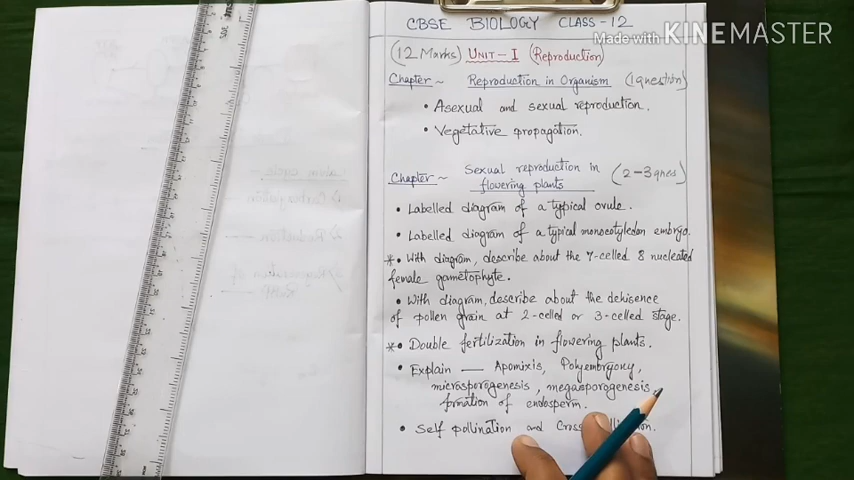 CBSE BIOLOGY CLASS-12
Made with KINEMASTER
(12 Marks) UNIT-I (Reproduction)
Chapter ~ Reproduction in Organism (1 Question)
• Asexual and sexual reproduction.
• Vegetative propagation.
Chapter ~ Sexual reproduction in flowering plants (2-3 ques)
• Labelled diagram of a typical ovule.
• Labelled diagram of a typical monocotyledon embryo.
* • With diagram, describe about the 7-celled 8 nucleated
female gametophyte.
• With diagram, describe about the dehisence
of pollen grain at 2-celled or 3-celled stage.
* • Double fertilization in flowering plants.
• Explain — Apomixis, Polyembryony,
microsporogenesis, megasporogenesis,
formation of endosperm.
• Self pollination and